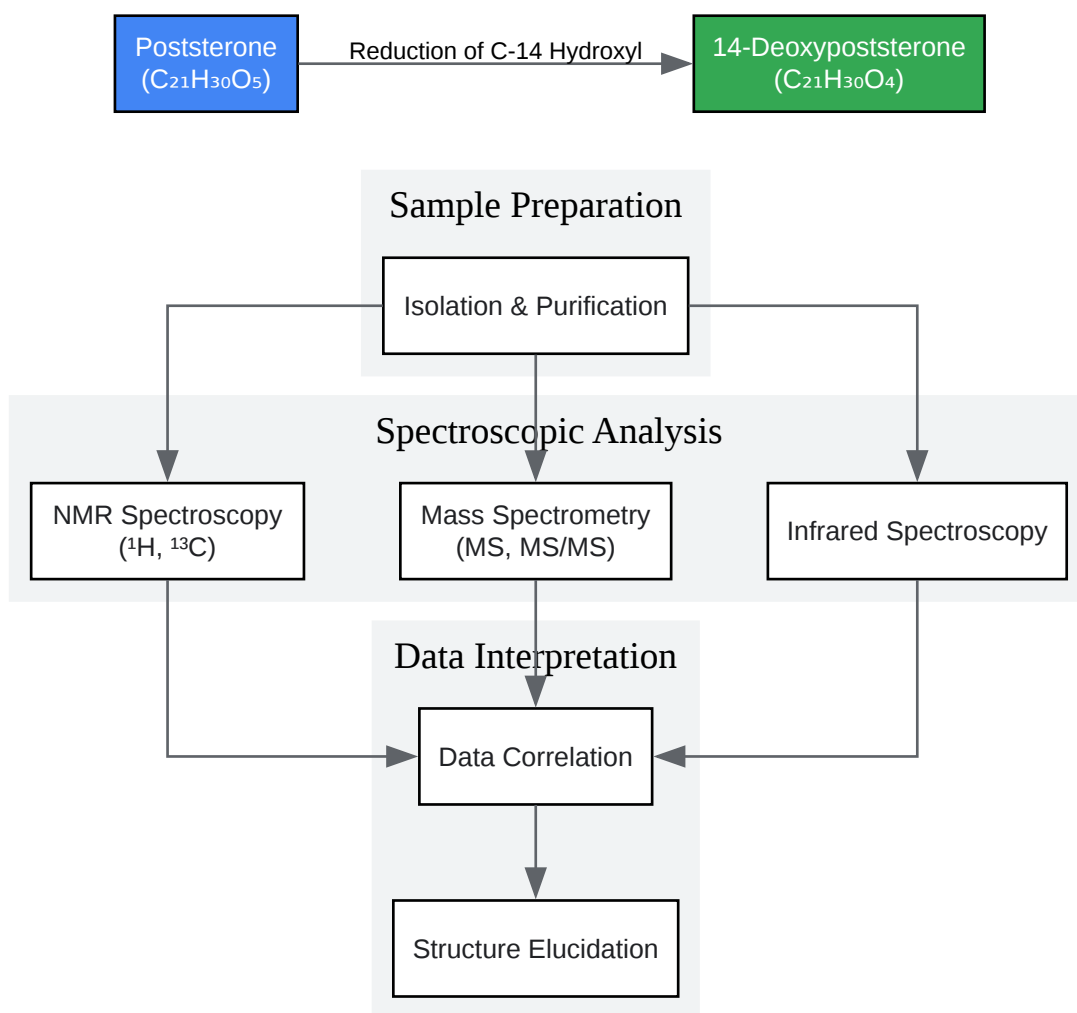 Poststerone
(C₂₁H₃₀O₅)
Reduction of C-14 Hydroxyl
14-Deoxypoststerone
(C₂₁H₃₀O₄)
Sample Preparation
Isolation & Purification
Spectroscopic Analysis
NMR Spectroscopy
(¹H, ¹³C)
Mass Spectrometry
(MS, MS/MS)
Infrared Spectroscopy
Data Interpretation
Data Correlation
Structure Elucidation